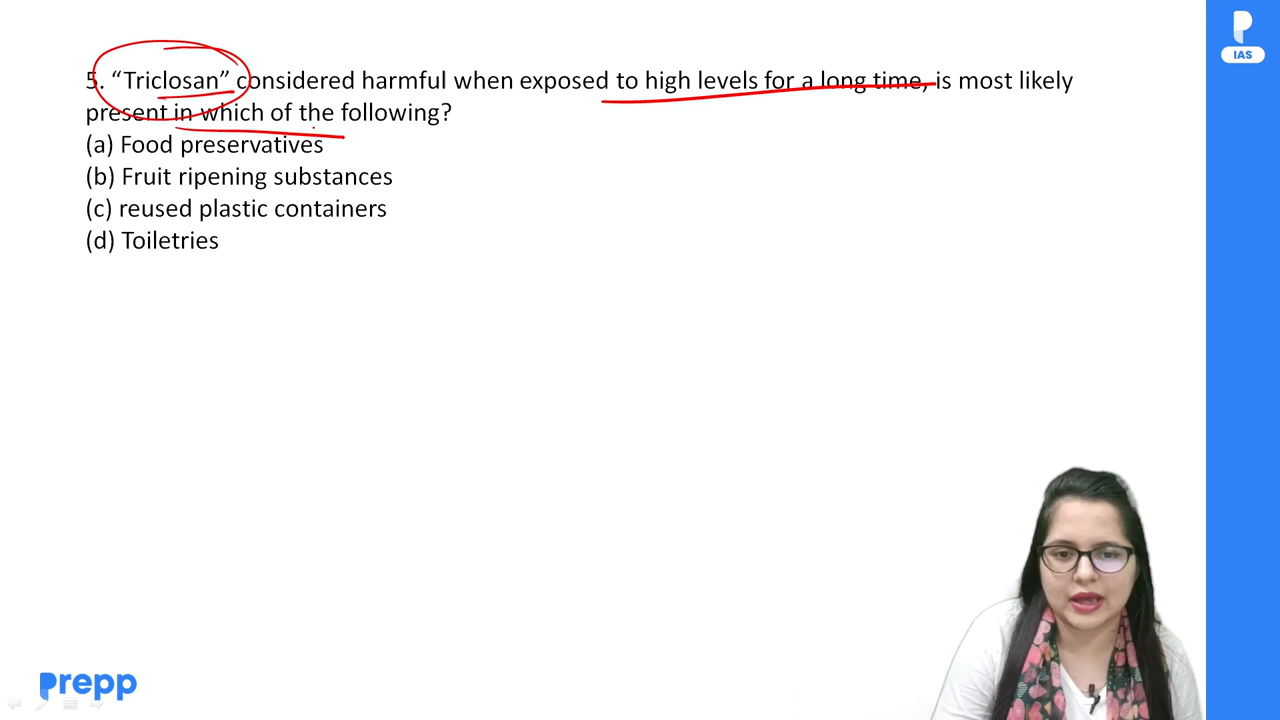 IAS
5. “Triclosan” considered harmful when exposed to high levels for a long time, is most likely
present in which of the following?
(a) Food preservatives
(b) Fruit ripening substances
(c) reused plastic containers
(d) Toiletries
prepp